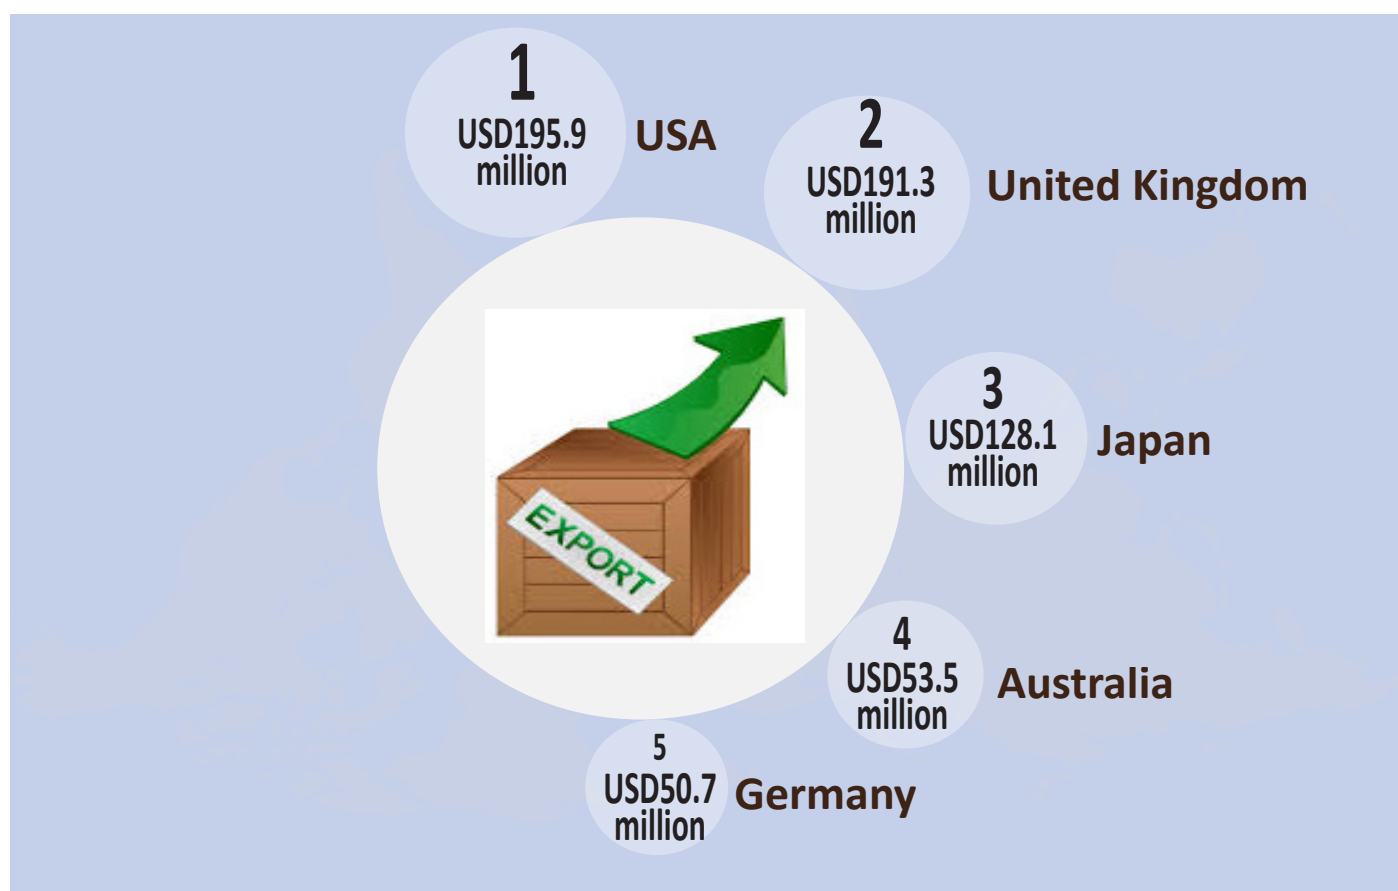 1
USD195.9
million
USA
2
USD191.3
million
United Kingdom
3
USD128.1
million
Japan
EXPORT
4
USD53.5
million
Australia
5
USD50.7
million
Germany